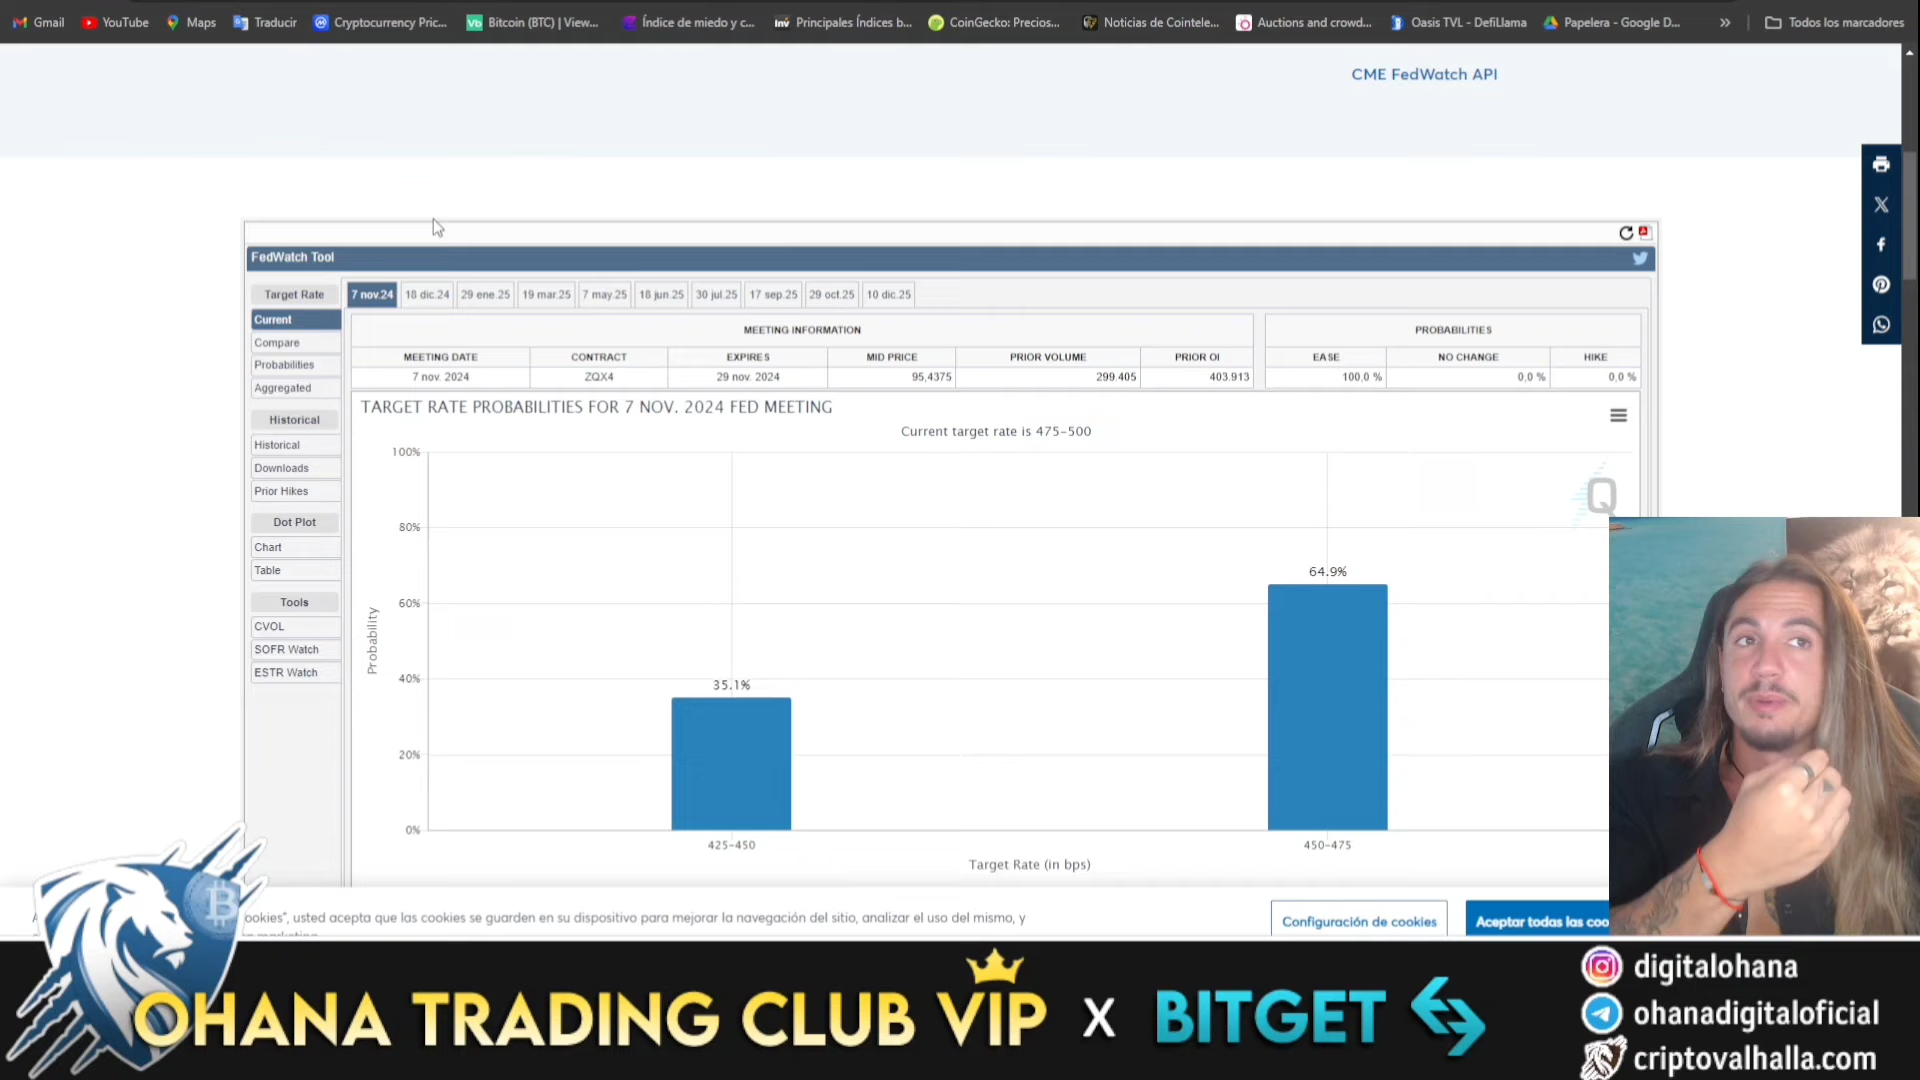 Gmail YouTube Maps Traducir Cryptocurrency Pric... Bitcoin (BTC) | View... Índice de miedo y c... Principales Índices b... CoinGecko: Precios... Noticias de Cointele... Auctions and crowd... Oasis TVL - DefiLlama Papelera - Google D... » Todos los marcadores
CME FedWatch API
FedWatch Tool
Target Rate
Current
Compare
Probabilities
Aggregated
Historical
Historical
Downloads
Prior Hikes
Dot Plot
Chart
Table
Tools
CVOL
SOFR Watch
ESTR Watch
7 nov.24 18 dic.24 29 ene.25 19 mar.25 7 may.25 18 jun.25 30 jul.25 17 sep.25 29 oct.25 10 dic.25
MEETING INFORMATION
MEETING DATE CONTRACT EXPIRES MID PRICE PRIOR VOLUME PRIOR OI
7 nov. 2024 ZQX4 29 nov. 2024 95,4375 299.405 403.913
PROBABILITIES
EASE NO CHANGE HIKE
100,0 % 0,0 % 0,0 %
TARGET RATE PROBABILITIES FOR 7 NOV. 2024 FED MEETING
Current target rate is 475-500
100%
80%
60%
40%
20%
0%
Probability
35.1%
64.9%
425-450
450-475
Target Rate (in bps)
Q
ookies", usted acepta que las cookies se guarden en su dispositivo para mejorar la navegación del sitio, analizar el uso del mismo, y
Configuración de cookies
Aceptar todas las coo
OHANA TRADING CLUB VIP X BITGET
digitalohana
ohanadigitaloficial
criptovalhalla.com